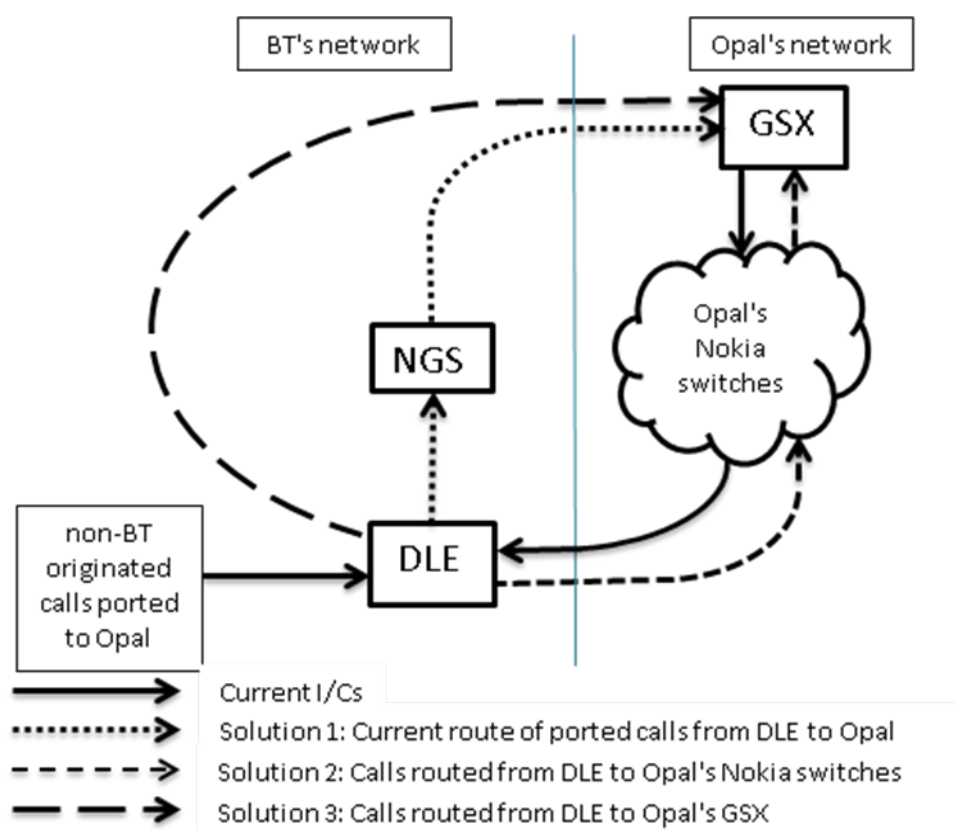 BT's network
Opal's network
GSX
Opal's
Nokia
switches
NGS
DLE
non-BT
originated
calls ported
to Opal
Current I/Cs
Solution 1: Current route of ported calls from DLE to Opal
Solution 2: Calls routed from DLE to Opal's Nokia switches
Solution 3: Calls routed from DLE to Opal's GSX